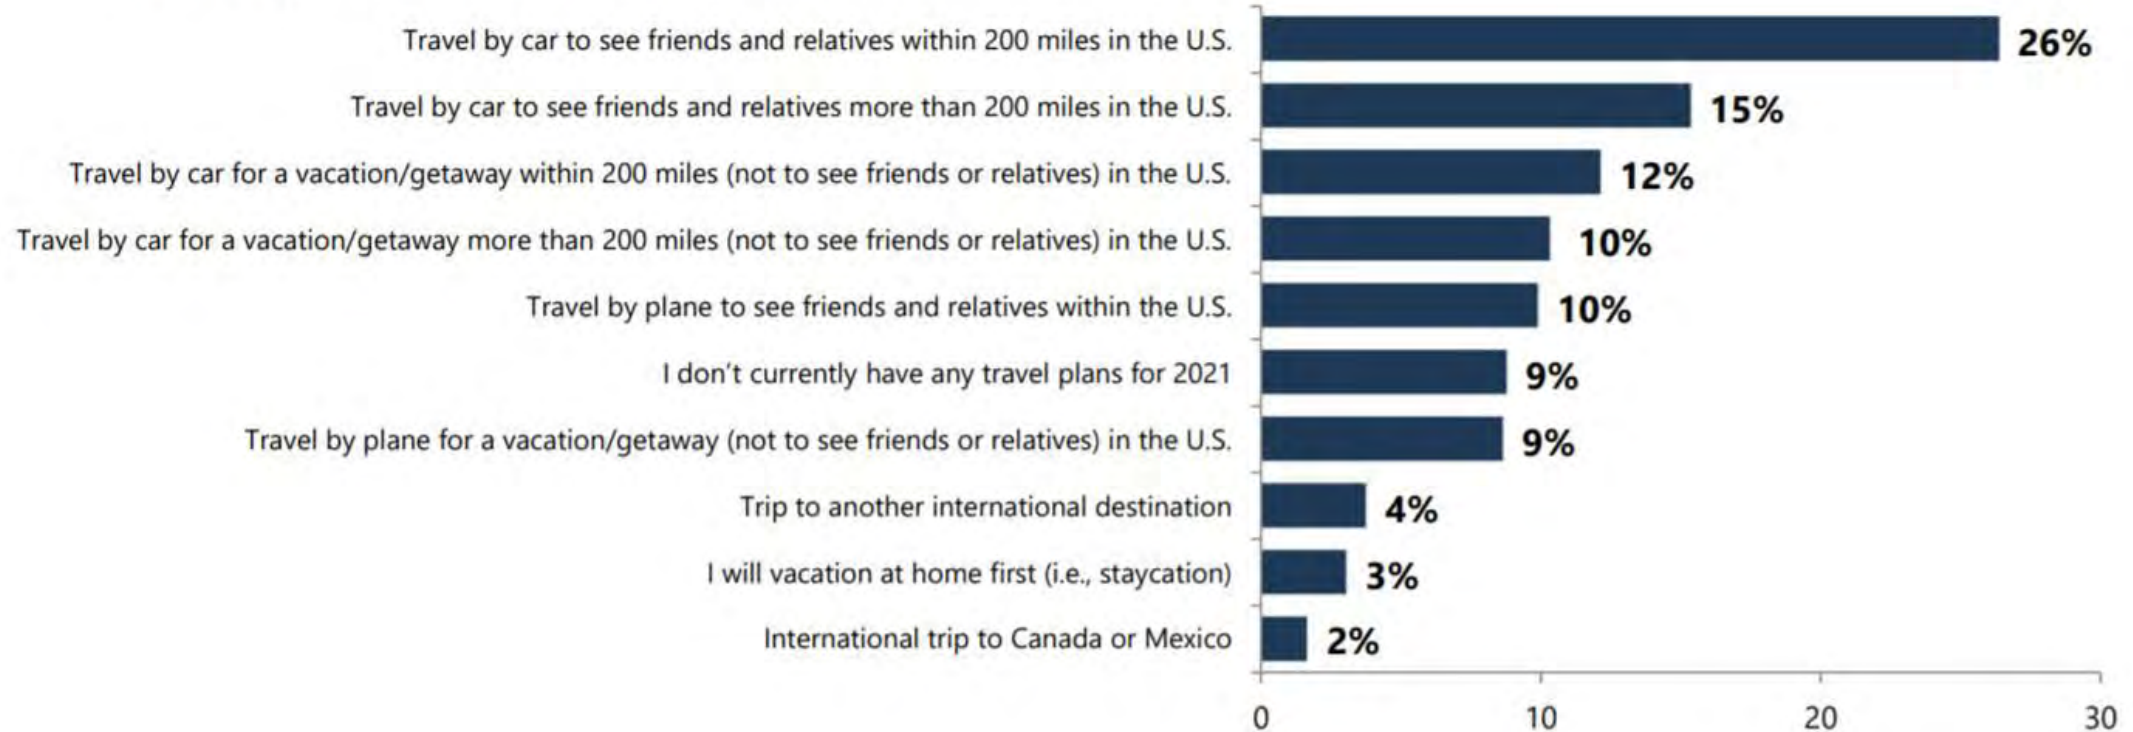 Travel by car to see friends and relatives within 200 miles in the U.S. 26%
Travel by car to see friends and relatives more than 200 miles in the U.S. 15%
Travel by car for a vacation/getaway within 200 miles (not to see friends or relatives) in the U.S. 12%
Travel by car for a vacation/getaway more than 200 miles (not to see friends or relatives) in the U.S. 10%
Travel by plane to see friends and relatives within the U.S. 10%
I don't currently have any travel plans for 2021 9%
Travel by plane for a vacation/getaway (not to see friends or relatives) in the U.S. 9%
Trip to another international destination 4%
I will vacation at home first (i.e., staycation) 3%
International trip to Canada or Mexico 2%
0 10 20 30